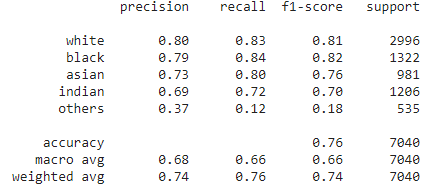 precision recall f1-score support
white 0.80 0.83 0.81 2996
black 0.79 0.84 0.82 1322
asian 0.73 0.80 0.76 981
indian 0.69 0.72 0.70 1206
others 0.37 0.12 0.18 535
accuracy 0.76 7040
macro avg 0.68 0.66 0.66 7040
weighted avg 0.74 0.76 0.74 7040